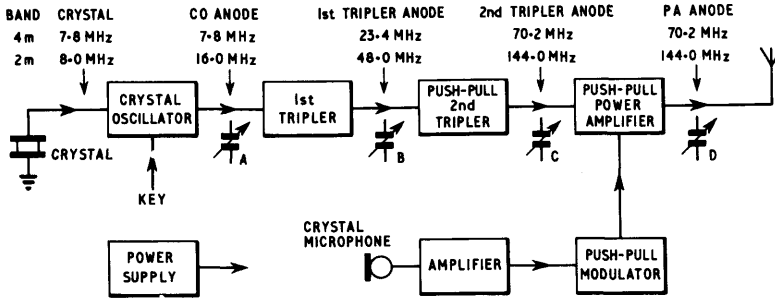 BAND CRYSTAL CO ANODE 1st TRIPLER ANODE 2nd TRIPLER ANODE PA ANODE
4m 7·8 MHz 7·8 MHz 23·4 MHz 70·2 MHz 70·2 MHz
2m 8·0 MHz 16·0 MHz 48·0 MHz 144·0 MHz 144·0 MHz
CRYSTAL
OSCILLATOR
1st
TRIPLER
PUSH-PULL
2nd
TRIPLER
PUSH-PULL
POWER
AMPLIFIER
CRYSTAL
A
B
C
D
KEY
CRYSTAL
MICROPHONE
POWER
SUPPLY
AMPLIFIER
PUSH-PULL
MODULATOR